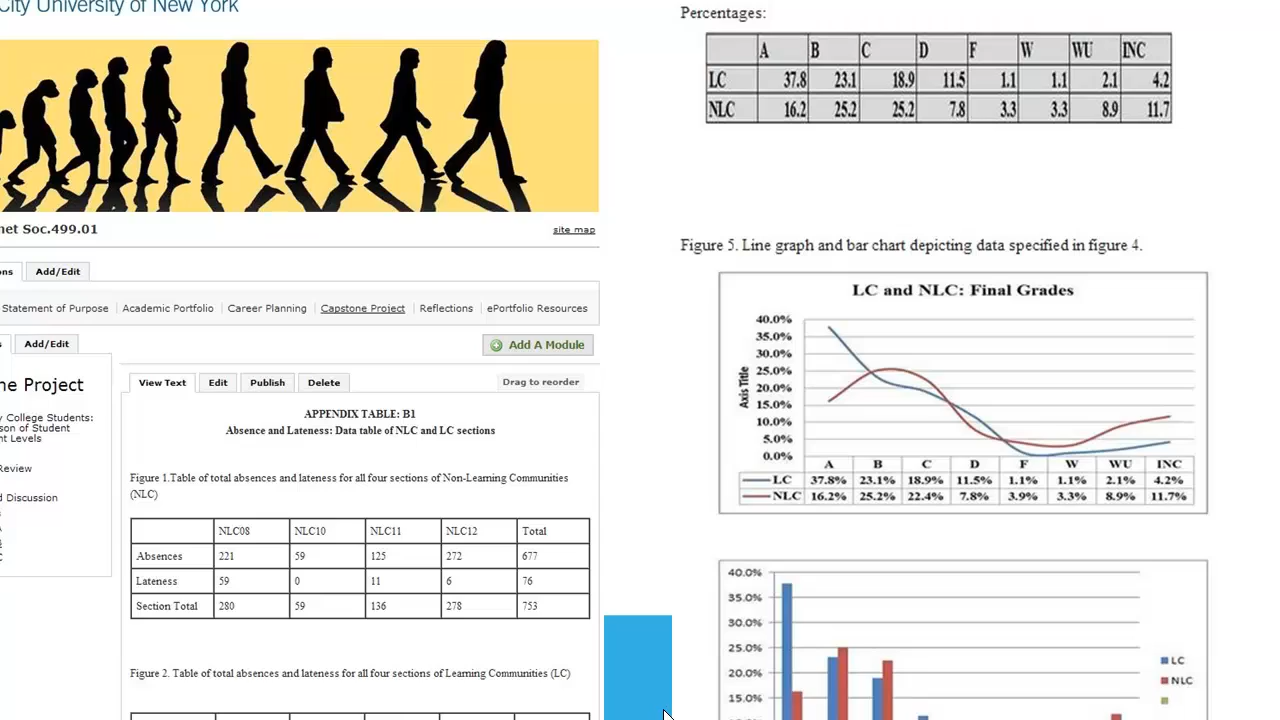 City University of New York
net Soc.499.01
site map
ons Add/Edit
Statement of Purpose Academic Portfolio Career Planning Capstone Project Reflections ePortfolio Resources
s Add/Edit
Add A Module
ne Project
y College Students:
son of Student
nt Levels
Review
d Discussion
View Text Edit Publish Delete Drag to reorder
APPENDIX TABLE: B1
Absence and Lateness: Data table of NLC and LC sections
Figure 1.Table of total absences and lateness for all four sections of Non-Learning Communities
(NLC)
NLC08 NLC10 NLC11 NLC12 Total
Absences 221 59 125 272 677
Lateness 59 0 11 6 76
Section Total 280 59 136 278 753
Figure 2. Table of total absences and lateness for all four sections of Learning Communities (LC)
Percentages:
A B C D F W WU INC
LC 37.8 23.1 18.9 11.5 1.1 1.1 2.1 4.2
NLC 16.2 25.2 25.2 7.8 3.3 3.3 8.9 11.7
Figure 5. Line graph and bar chart depicting data specified in figure 4.
LC and NLC: Final Grades
Axis Title
40.0%
35.0%
30.0%
25.0%
20.0%
15.0%
10.0%
5.0%
0.0%
A B C D F W WU INC
LC 37.8% 23.1% 18.9% 11.5% 1.1% 1.1% 2.1% 4.2%
NLC 16.2% 25.2% 22.4% 7.8% 3.9% 3.3% 8.9% 11.7%
40.0%
35.0%
30.0%
25.0%
20.0%
15.0%
LC
NLC